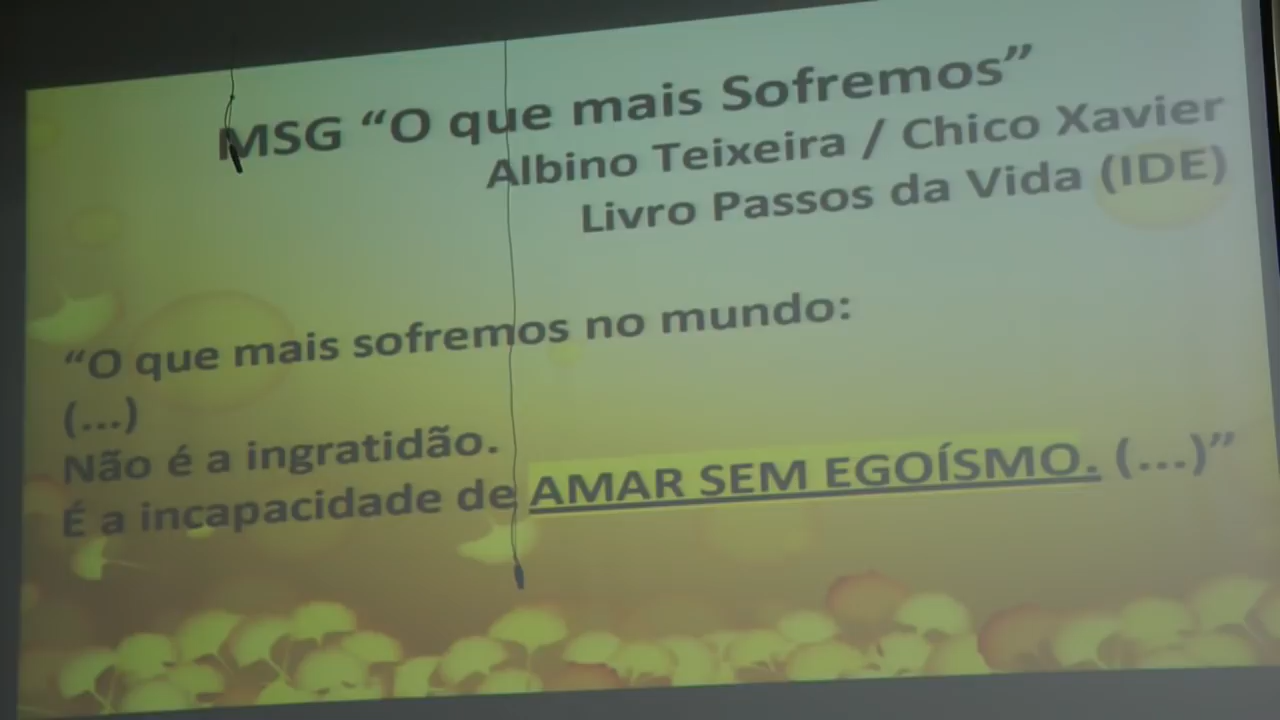 MSG “O que mais Sofremos”
Albino Teixeira / Chico Xavier
Livro Passos da Vida (IDE)
“O que mais sofremos no mundo:
(...)
Não é a ingratidão.
É a incapacidade de AMAR SEM EGOÍSMO. (...)”